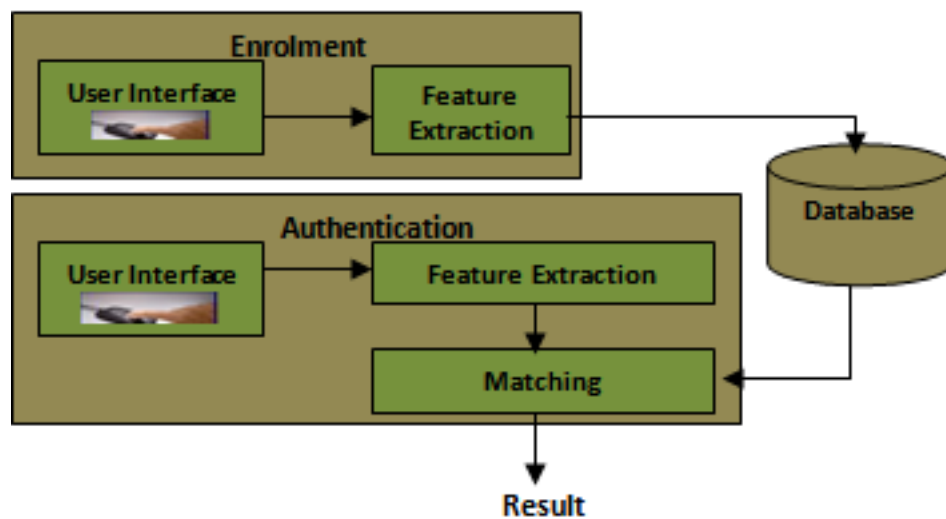 Enrolment
User Interface
Feature
Extraction
Database
Authentication
User Interface
Feature Extraction
Matching
Result